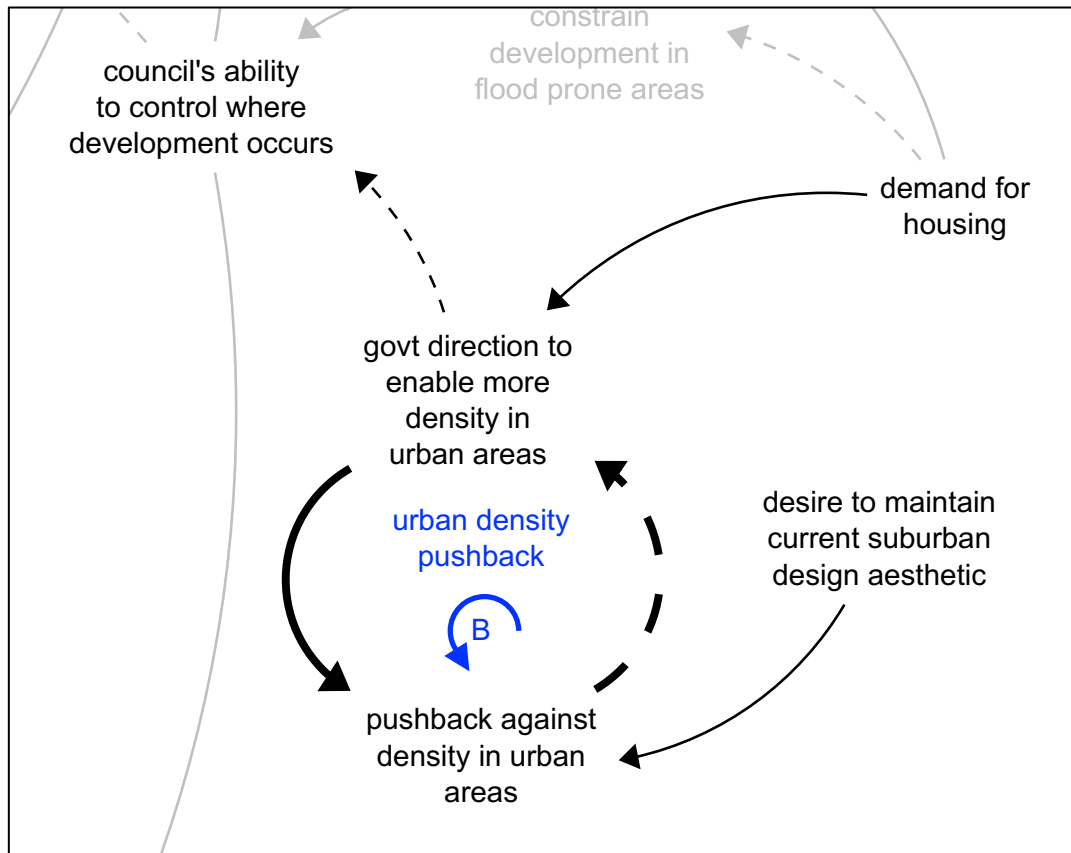 constrain
development in
flood prone areas
council's ability
to control where
development occurs
demand for
housing
govt direction to
enable more
density in
urban areas
urban density
pushback
B
desire to maintain
current suburban
design aesthetic
pushback against
density in urban
areas